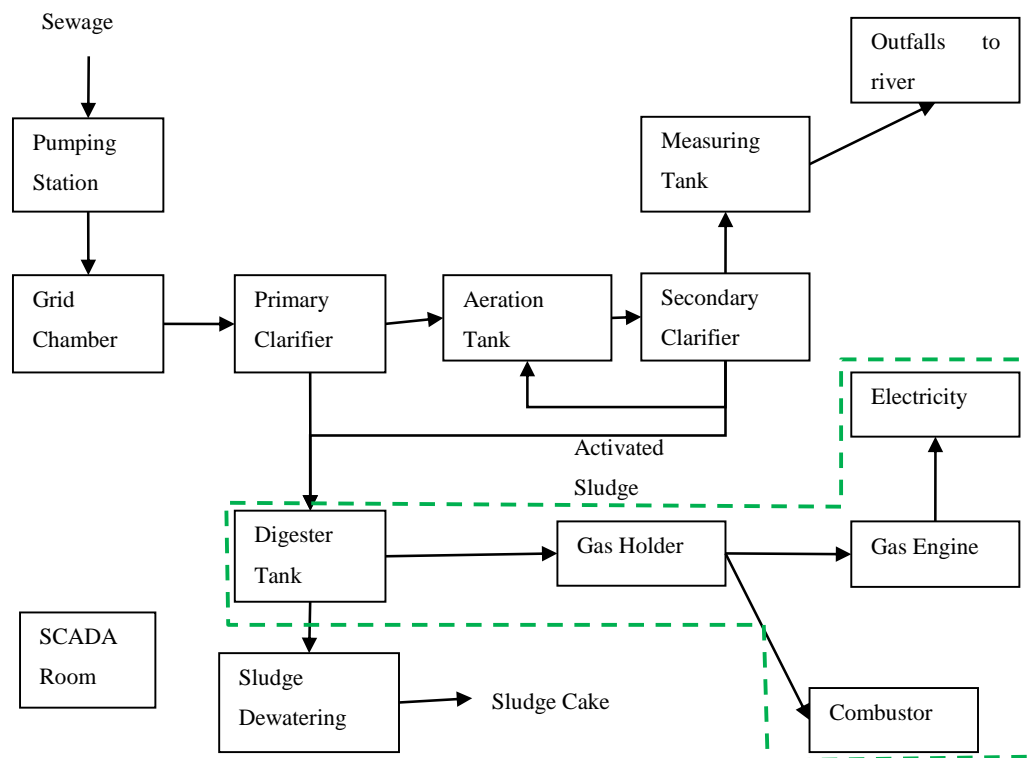 Sewage
Outfalls to
river
Pumping
Station
Measuring
Tank
Grid
Chamber
Primary
Clarifier
Aeration
Tank
Secondary
Clarifier
Electricity
Activated
Sludge
Digester
Tank
Gas Holder
Gas Engine
SCADA
Room
Sludge
Dewatering
Sludge Cake
Combustor